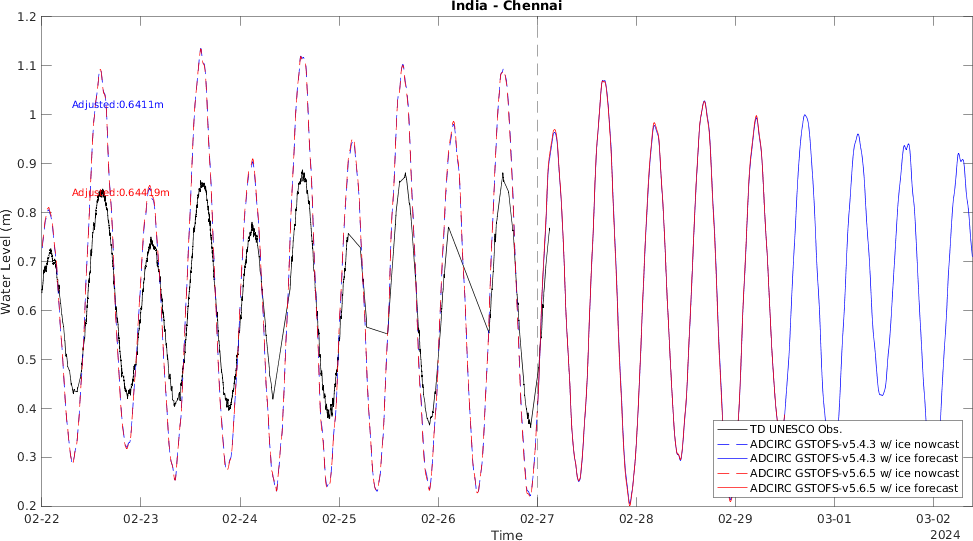 India - Chennai
1.2
1.1
1
0.9
0.8
0.7
0.6
0.5
0.4
0.3
0.2
Water Level (m)
Adjusted:0.6411m
Adjusted:0.64419m
TD UNESCO Obs.
ADCIRC GSTOFS-v5.4.3 w/ ice nowcast
ADCIRC GSTOFS-v5.4.3 w/ ice forecast
ADCIRC GSTOFS-v5.6.5 w/ ice nowcast
ADCIRC GSTOFS-v5.6.5 w/ ice forecast
02-22 02-23 02-24 02-25 02-26 02-27 02-28 02-29 03-01 03-02
Time 2024